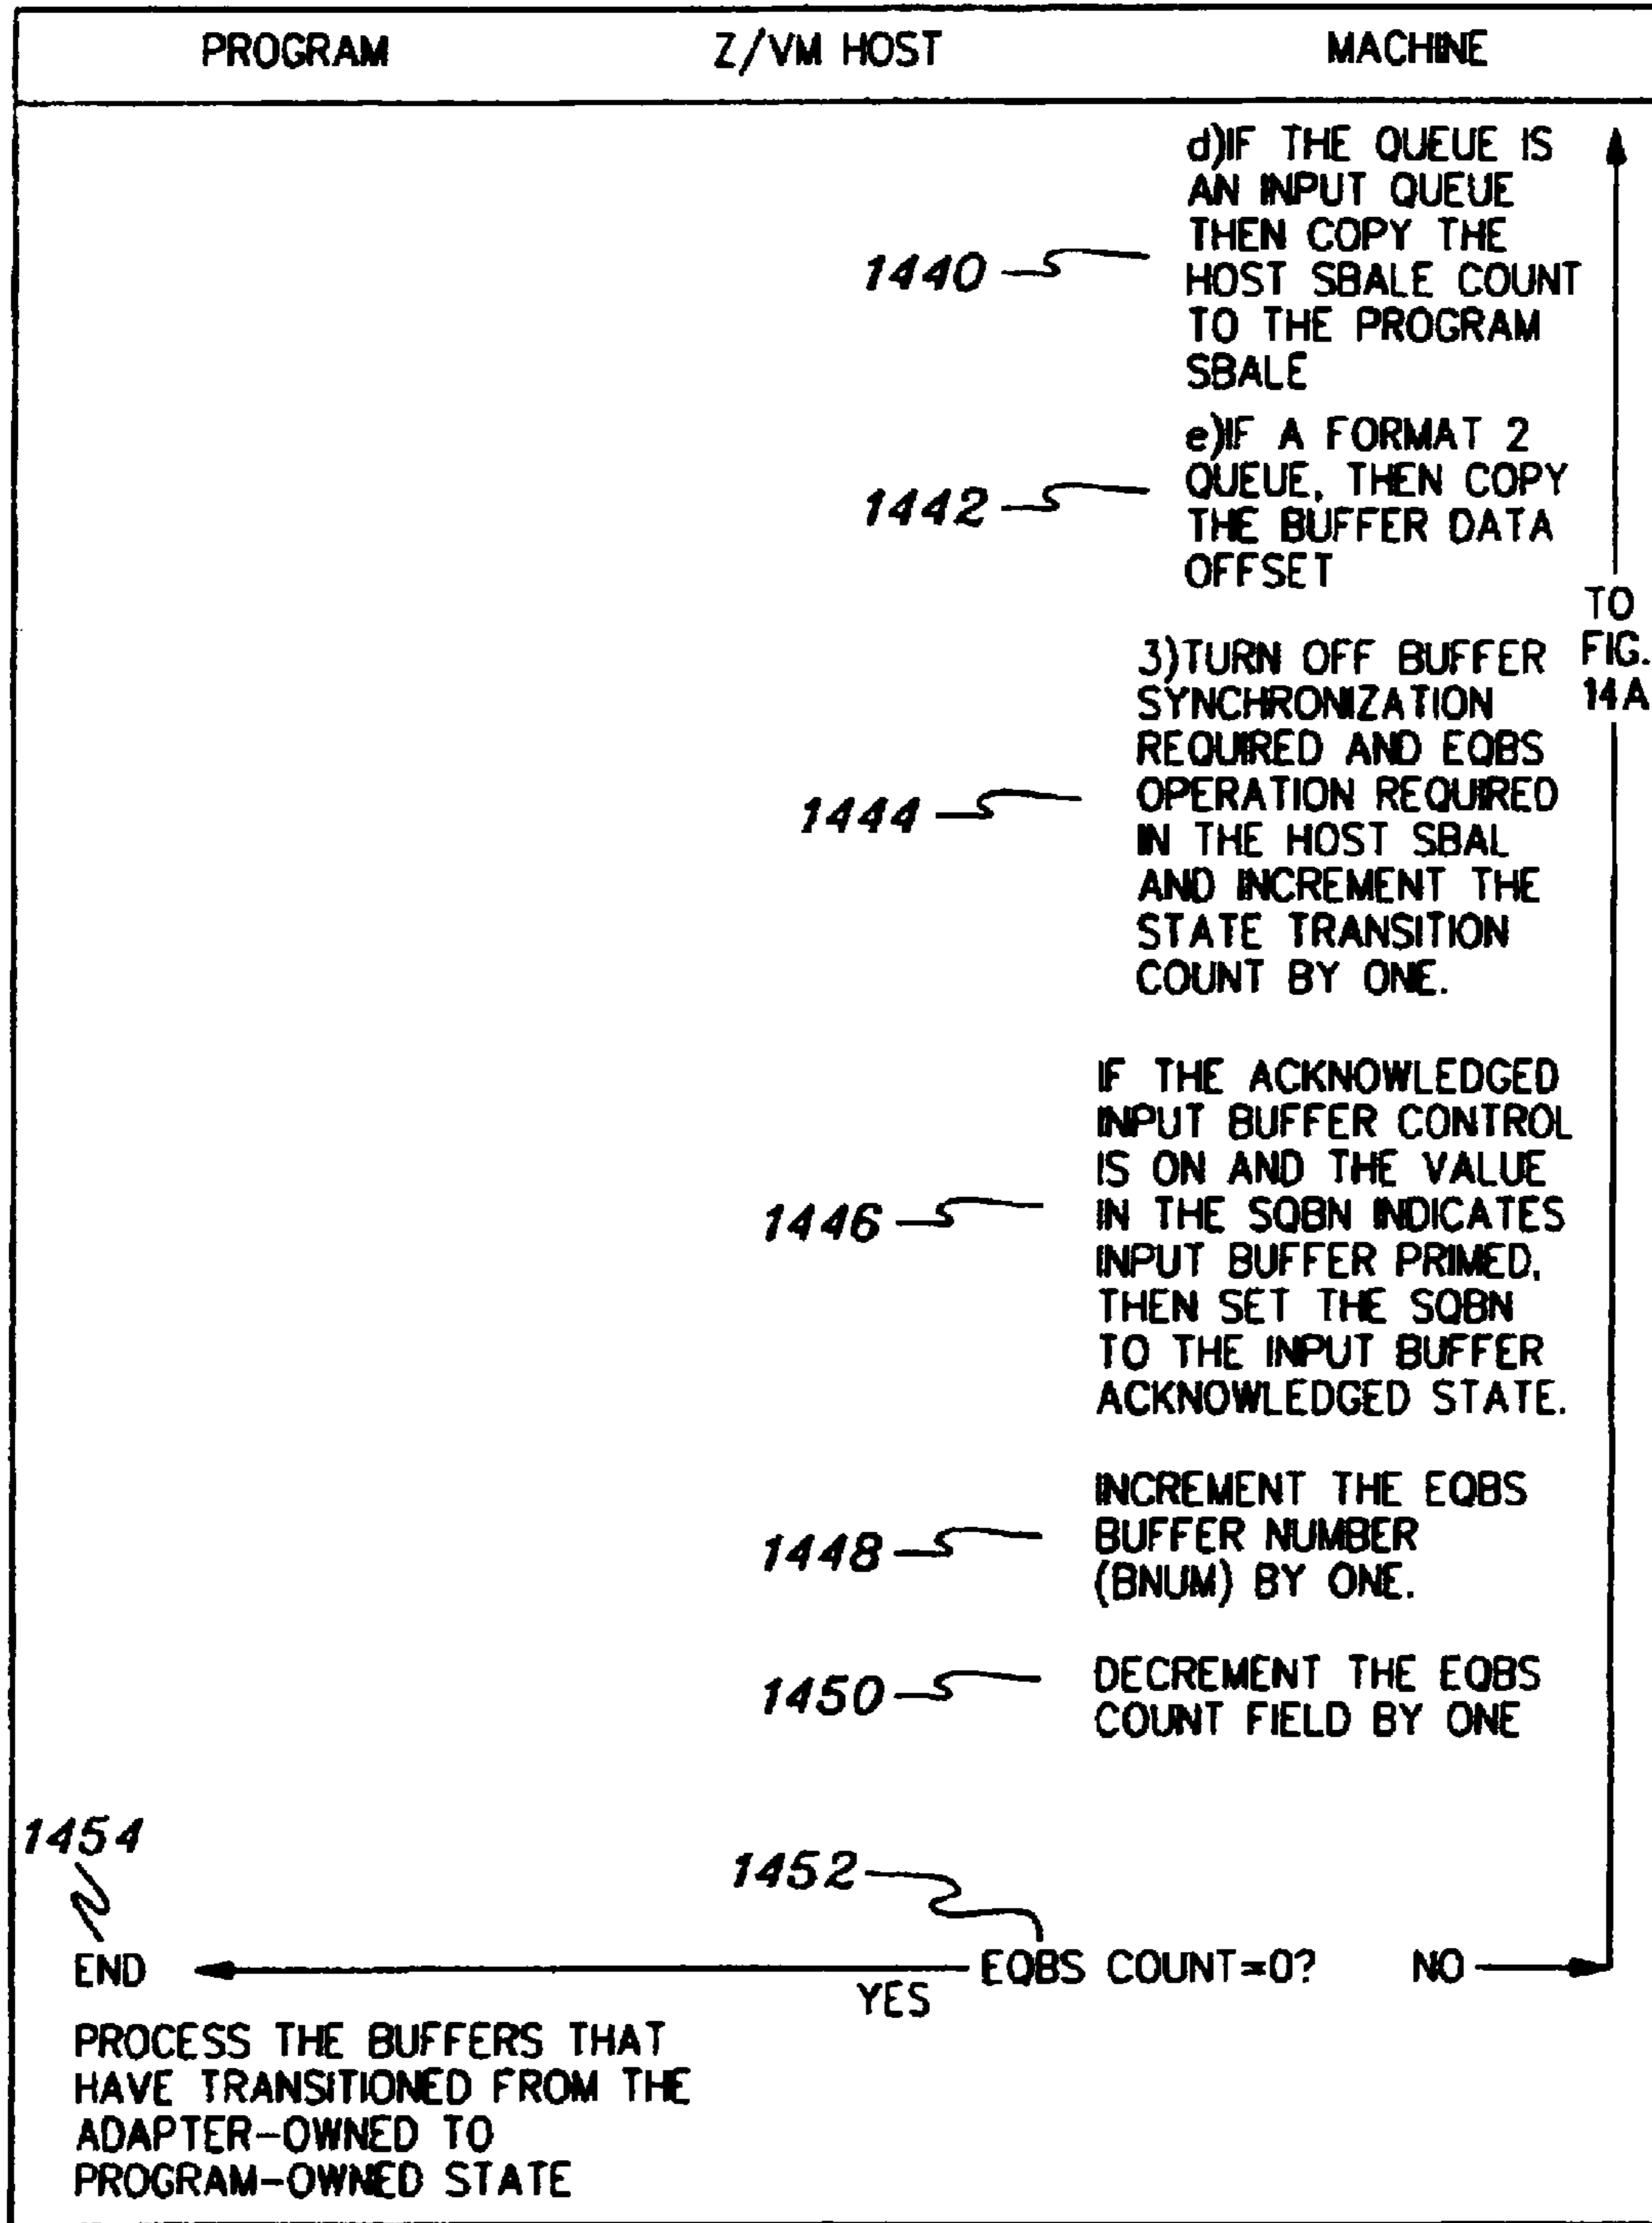 PROGRAM Z/VM HOST MACHINE
d)IF THE QUEUE IS
AN INPUT QUEUE
THEN COPY THE
1440 HOST SBALE COUNT
TO THE PROGRAM
SBALE
e)IF A FORMAT 2
1442 QUEUE, THEN COPY
THE BUFFER DATA
OFFSET
TO
FIG.
14A
3)TURN OFF BUFFER
SYNCHRONIZATION
REQUIRED AND EQBS
1444 OPERATION REQUIRED
IN THE HOST SBAL
AND INCREMENT THE
STATE TRANSITION
COUNT BY ONE.
IF THE ACKNOWLEDGED
INPUT BUFFER CONTROL
IS ON AND THE VALUE
1446 IN THE SQBN INDICATES
INPUT BUFFER PRIMED,
THEN SET THE SQBN
TO THE INPUT BUFFER
ACKNOWLEDGED STATE.
INCREMENT THE EQBS
1448 BUFFER NUMBER
(BNUM) BY ONE.
1450 DECREMENT THE EQBS
COUNT FIELD BY ONE
1454
1452
END YES EQBS COUNT=0? NO
PROCESS THE BUFFERS THAT
HAVE TRANSITIONED FROM THE
ADAPTER-OWNED TO
PROGRAM-OWNED STATE